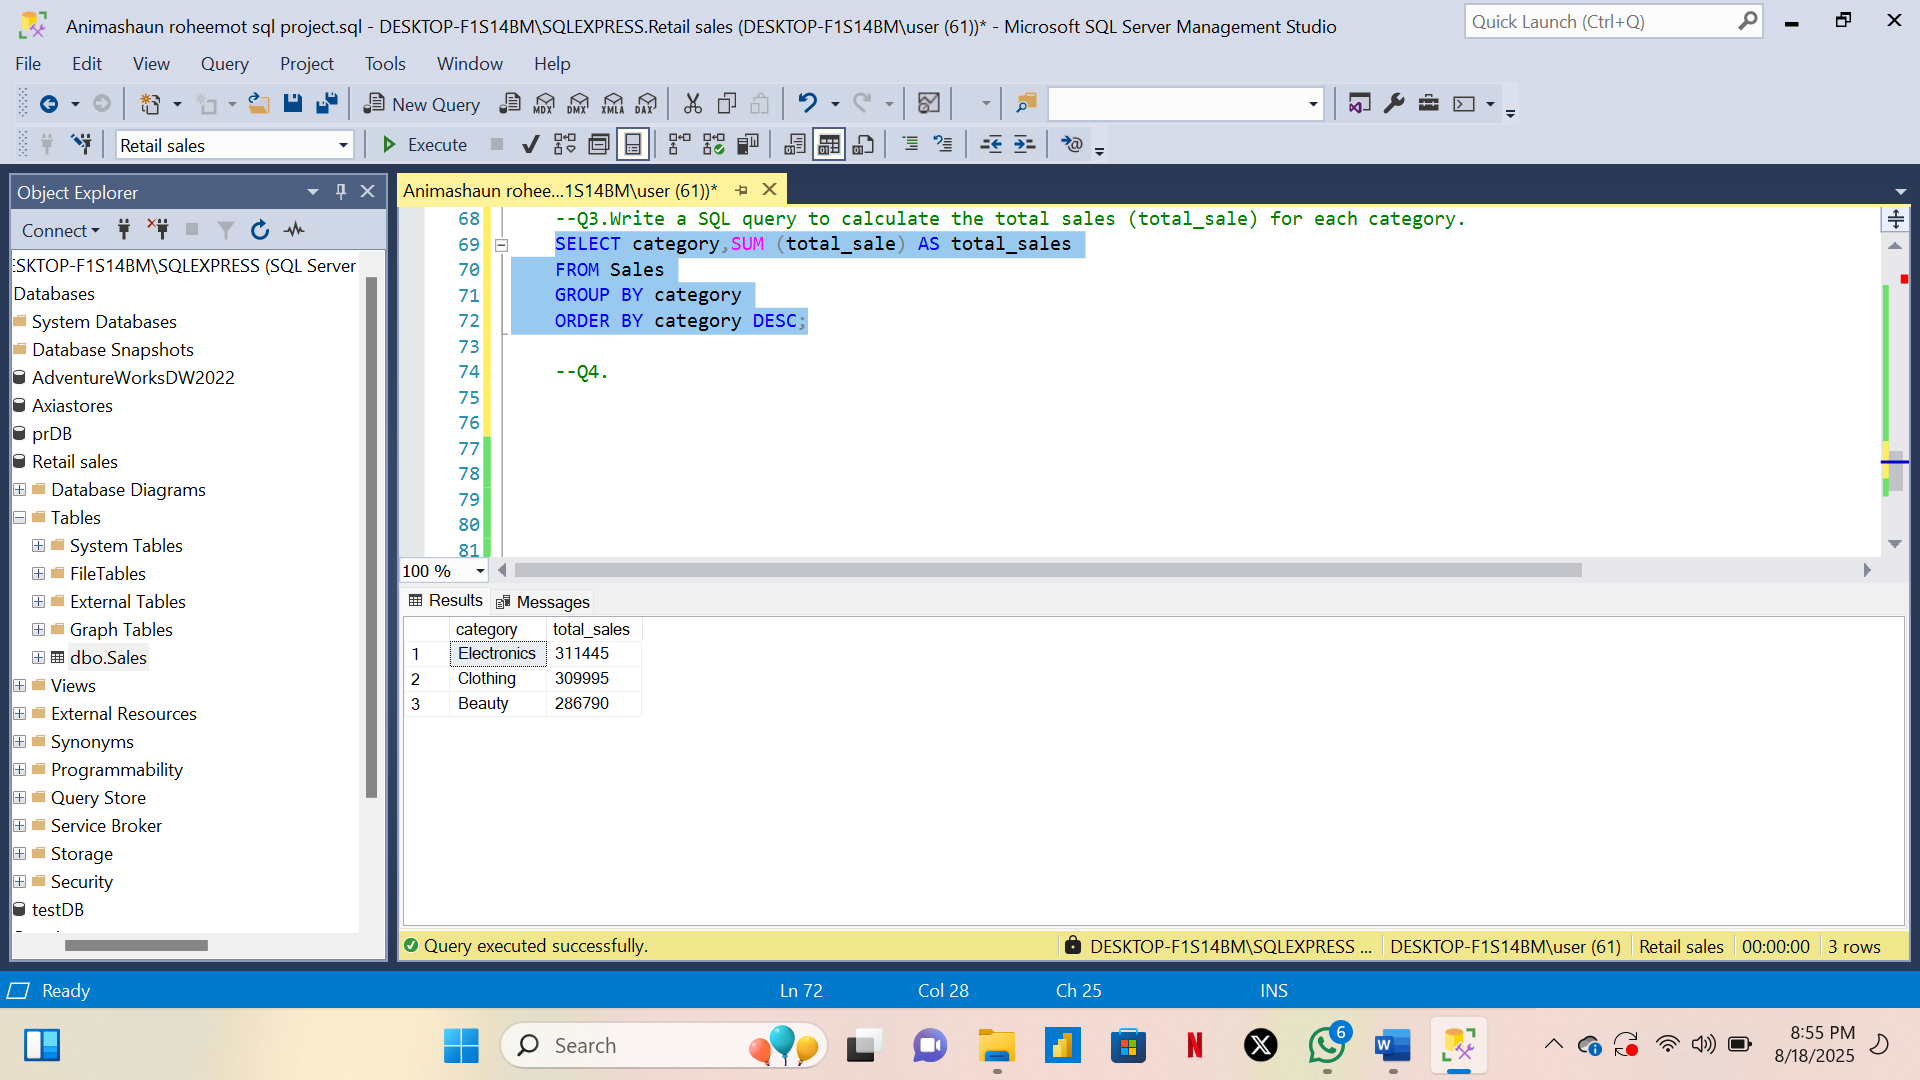 Animashaun roheemot sql project.sql - DESKTOP-F1S14BM\SQLEXPRESS.Retail sales (DESKTOP-F1S14BM\user (61))* - Microsoft SQL Server Management Studio
Quick Launch (Ctrl+Q)
File Edit View Query Project Tools Window Help
New Query
MDX DMX XMLA DAX
Retail sales
Execute
Object Explorer
Connect
Animashaun rohee...1S14BM\user (61))*
ESKTOP-F1S14BM\SQLEXPRESS (SQL Server
Databases
System Databases
Database Snapshots
AdventureWorksDW2022
Axiastores
prDB
Retail sales
Database Diagrams
Tables
System Tables
FileTables
External Tables
Graph Tables
dbo.Sales
Views
External Resources
Synonyms
Programmability
Query Store
Service Broker
Storage
Security
testDB
68 --Q3.Write a SQL query to calculate the total sales (total_sale) for each category.
69 SELECT category,SUM (total_sale) AS total_sales
70 FROM Sales
71 GROUP BY category
72 ORDER BY category DESC;
73
74 --Q4.
75
76
77
78
79
80
81
100 %
Results Messages
category total_sales
1 Electronics 311445
2 Clothing 309995
3 Beauty 286790
Query executed successfully.
DESKTOP-F1S14BM\SQLEXPRESS ... DESKTOP-F1S14BM\user (61) Retail sales 00:00:00 3 rows
Ready Ln 72 Col 28 Ch 25 INS
Search
N
X
6
W
8:55 PM
8/18/2025